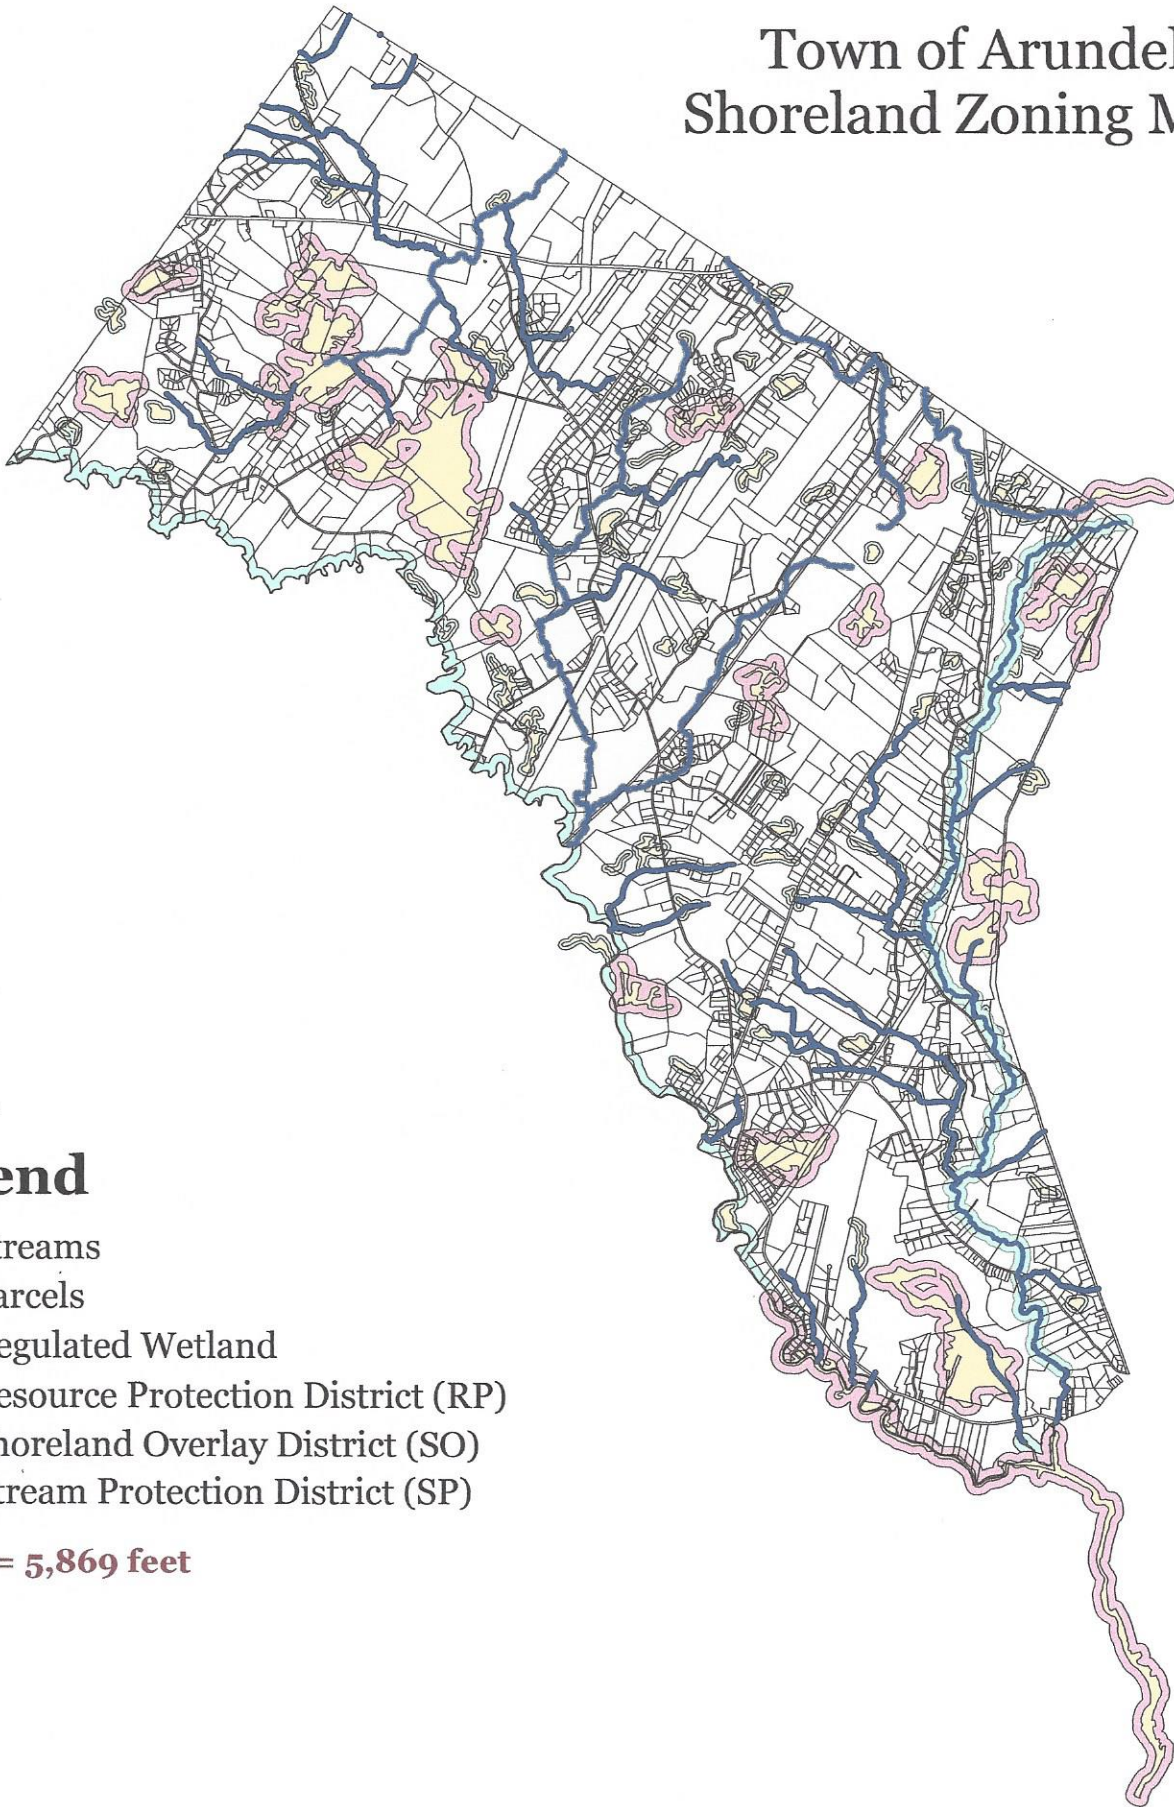 Town of Arundel
Shoreland Zoning M
end
treams
arcels
egulated Wetland
esource Protection District (RP)
horeland Overlay District (SO)
tream Protection District (SP)
= 5,869 feet